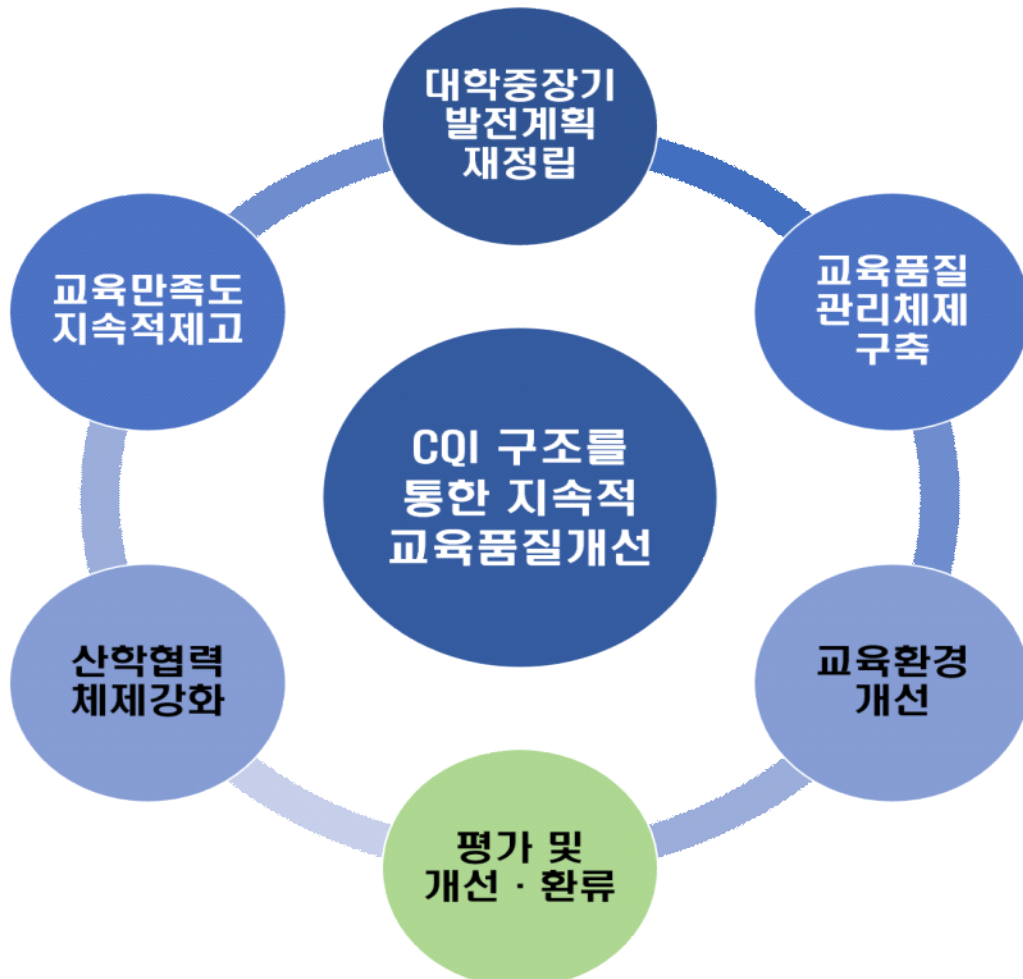 대학중장기
발전계획
재정립
교육품질
관리체제
구축
교육환경
개선
평가 및
개선 · 환류
산학협력
체제강화
교육만족도
지속적제고
CQI 구조를
통한 지속적
교육품질개선